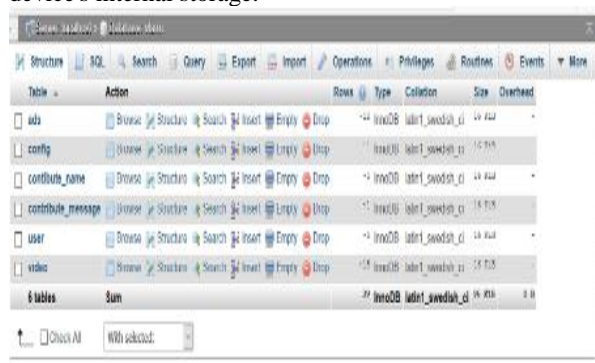 device's internal storage.
Structure SQL Search Query Export Import Operations Privileges Routines Events More
Table Action Rows Type Collation Size Overhead
ads Browse Structure Search Insert Empty Drop InnoDB latin1_swedish_ci -
config Browse Structure Search Insert Empty Drop InnoDB latin1_swedish_ci -
contibute_name Browse Structure Search Insert Empty Drop InnoDB latin1_swedish_ci -
contribute_message Browse Structure Search Insert Empty Drop InnoDB latin1_swedish_ci -
user Browse Structure Search Insert Empty Drop InnoDB latin1_swedish_ci -
video Browse Structure Search Insert Empty Drop InnoDB latin1_swedish_ci -
6 tables Sum InnoDB latin1_swedish_ci
Check All With selected: